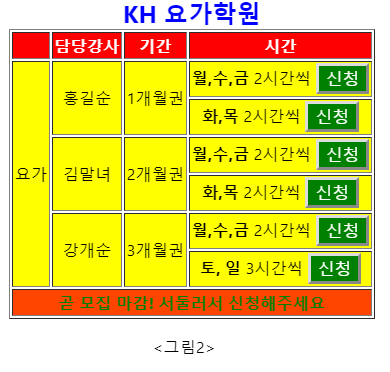 KH 요가학원
담당강사 기간 시간
요가 홍길순 1개월권 월,수,금 2시간씩 신청
화,목 2시간씩 신청
김말녀 2개월권 월,수,금 2시간씩 신청
화,목 2시간씩 신청
강개순 3개월권 월,수,금 2시간씩 신청
토, 일 3시간씩 신청
곧 모집 마감! 서둘러서 신청해주세요
<그림2>